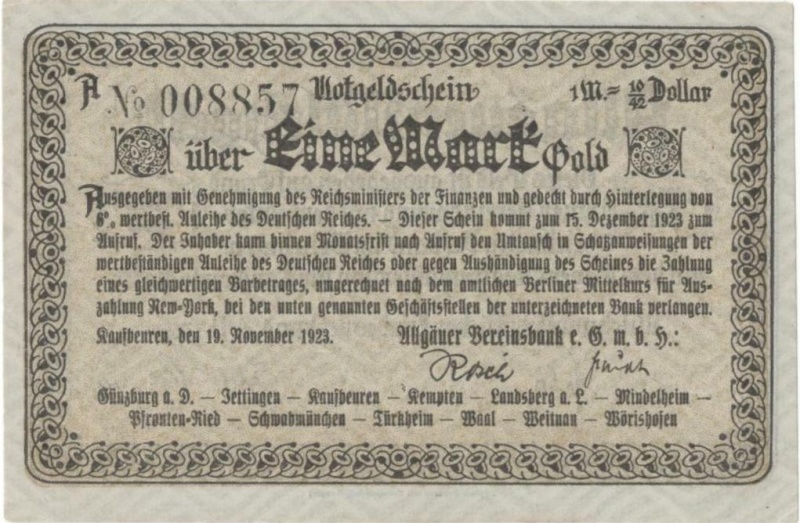 A № 008857 Notgeldschein 1 M. = 10/42 Dollar
über Eine Mark Gold
Ausgegeben mit Genehmigung des Reichsministers der Finanzen und gedeckt durch Hinterlegung von
6% wertbest. Anleihe des Deutschen Reiches. — Dieser Schein kommt zum 15. Dezember 1923 zum
Aufruf. Der Inhaber kann binnen Monatsfrist nach Aufruf den Umtausch in Schatzanweisungen der
wertbeständigen Anleihe des Deutschen Reiches oder gegen Aushändigung des Scheines die Zahlung
eines gleichwertigen Barbetrages, umgerechnet nach dem amtlichen Berliner Mittelkurs für Aus-
zahlung New-York, bei den unten genannten Geschäftsstellen der unterzeichneten Bank verlangen.
Kaufbeuren, den 19. November 1923. Allgäuer Vereinsbank e. G. m. b. H.:
Günzburg a. D. — Jettingen — Kaufbeuren — Kempten — Landsberg a. L. — Mindelheim —
Pfronten-Ried — Schwabmünchen — Türkheim — Waal — Weitnau — Wörishofen